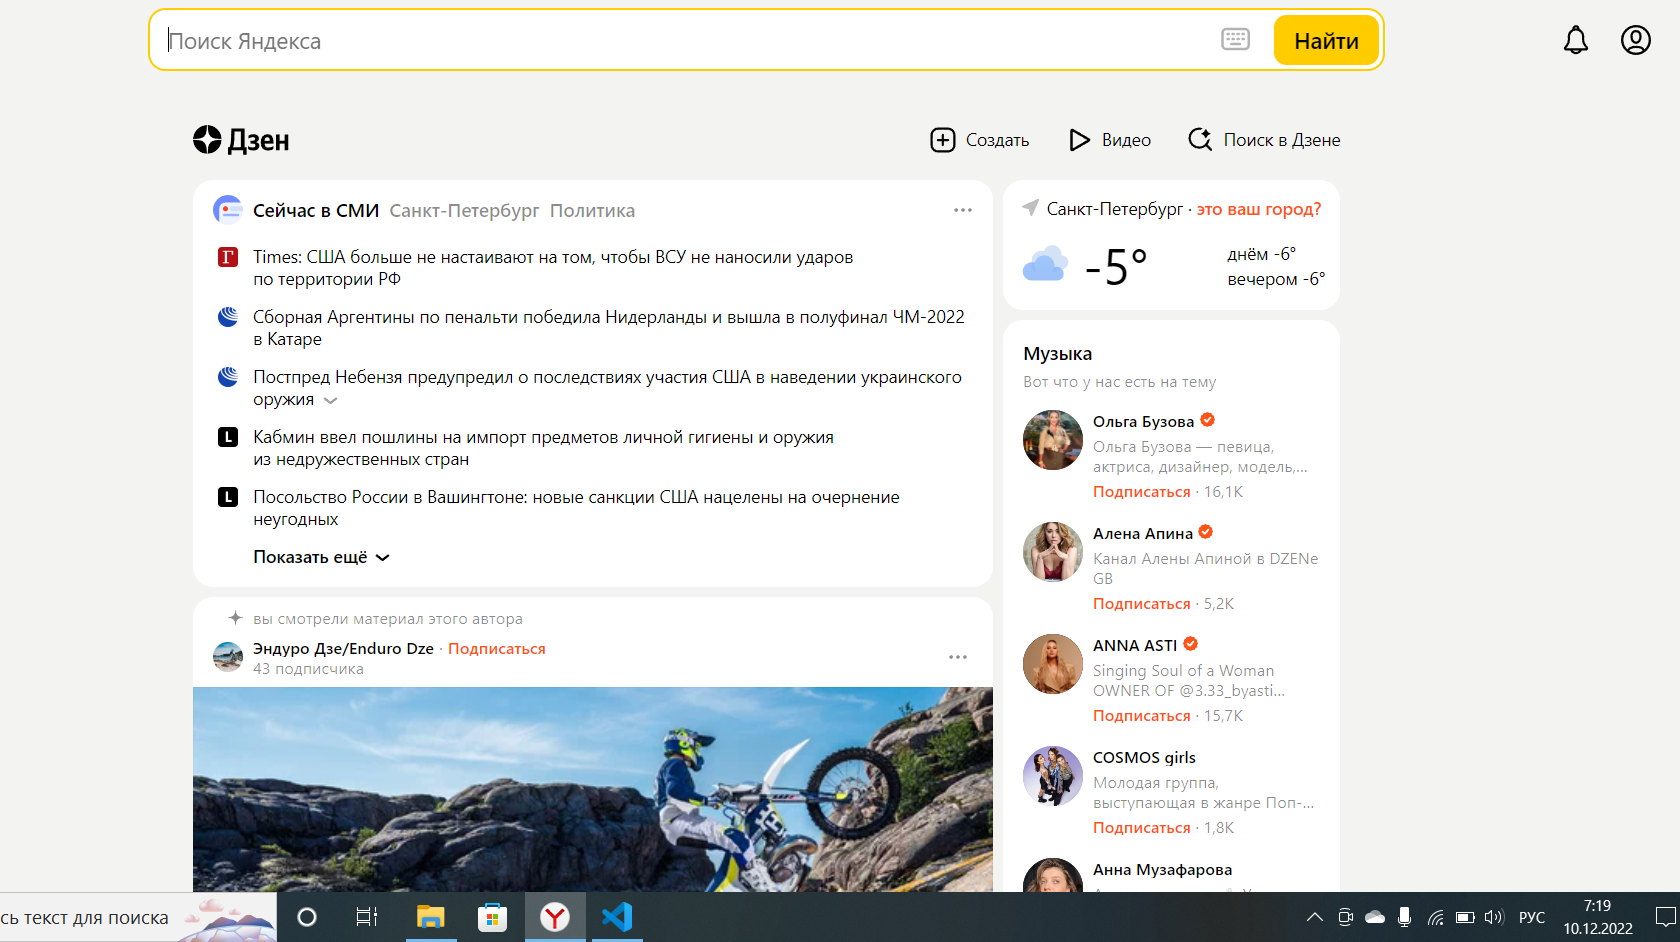 Поиск Яндекса
Найти
Дзен
Создать
Видео
Поиск в Дзене
Сейчас в СМИ Санкт-Петербург Политика
Times: США больше не настаивают на том, чтобы ВСУ не наносили ударов
по территории РФ
Сборная Аргентины по пенальти победила Нидерланды и вышла в полуфинал ЧМ-2022
в Катаре
Постпред Небензя предупредил о последствиях участия США в наведении украинского
оружия
Кабмин ввел пошлины на импорт предметов личной гигиены и оружия
из недружественных стран
Посольство России в Вашингтоне: новые санкции США нацелены на очернение
неугодных
Показать ещё
вы смотрели материал этого автора
Эндуро Дзе/Enduro Dze · Подписаться
43 подписчика
Санкт-Петербург · это ваш город?
-5°
днём -6°
вечером -6°
Музыка
Вот что у нас есть на тему
Ольга Бузова
Ольга Бузова — певица,
актриса, дизайнер, модель,...
Подписаться · 16,1K
Алена Апина
Канал Алены Апиной в DZENe
GB
Подписаться · 5,2K
ANNA ASTI
Singing Soul of a Woman
OWNER OF @3.33_byasti...
Подписаться · 15,7K
COSMOS girls
Молодая группа,
выступающая в жанре Поп-...
Подписаться · 1,8K
Анна Музафарова
сь текст для поиска
РУС
7:19
10.12.2022